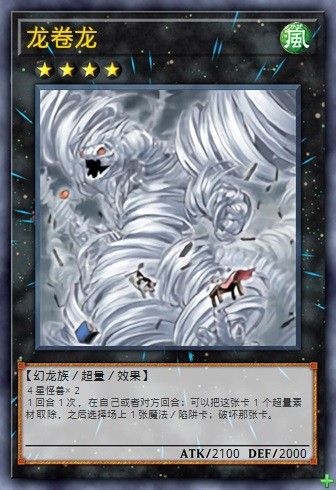 龙卷龙
風
【幻龙族／超量／效果】
４星怪兽×２
１回合１次，在自己或者对方回合：可以把这张卡１个超量素
材取除，之后选择场上１张魔法／陷阱卡；破坏那张卡。
ATK/2100 DEF/2000